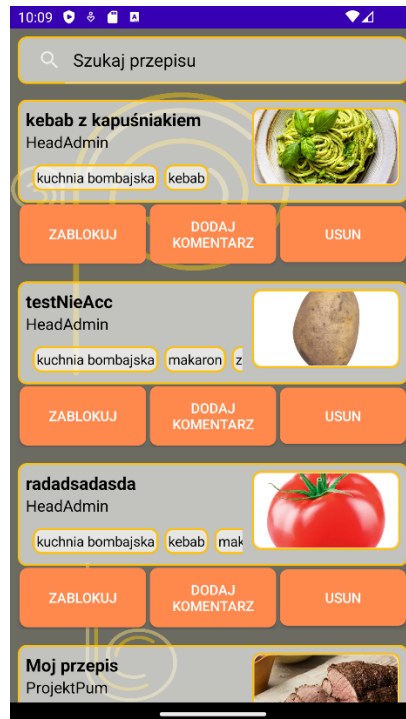 10:09
Szukaj przepisu
kebab z kapuśniakiem
HeadAdmin
kuchnia bombajska kebab
ZABLOKUJ
DODAJ
KOMENTARZ
USUN
testNieAcc
HeadAdmin
kuchnia bombajska makaron z
ZABLOKUJ
DODAJ
KOMENTARZ
USUN
radadsadasda
HeadAdmin
kuchnia bombajska kebab mak
ZABLOKUJ
DODAJ
KOMENTARZ
USUN
Moj przepis
ProjektPum